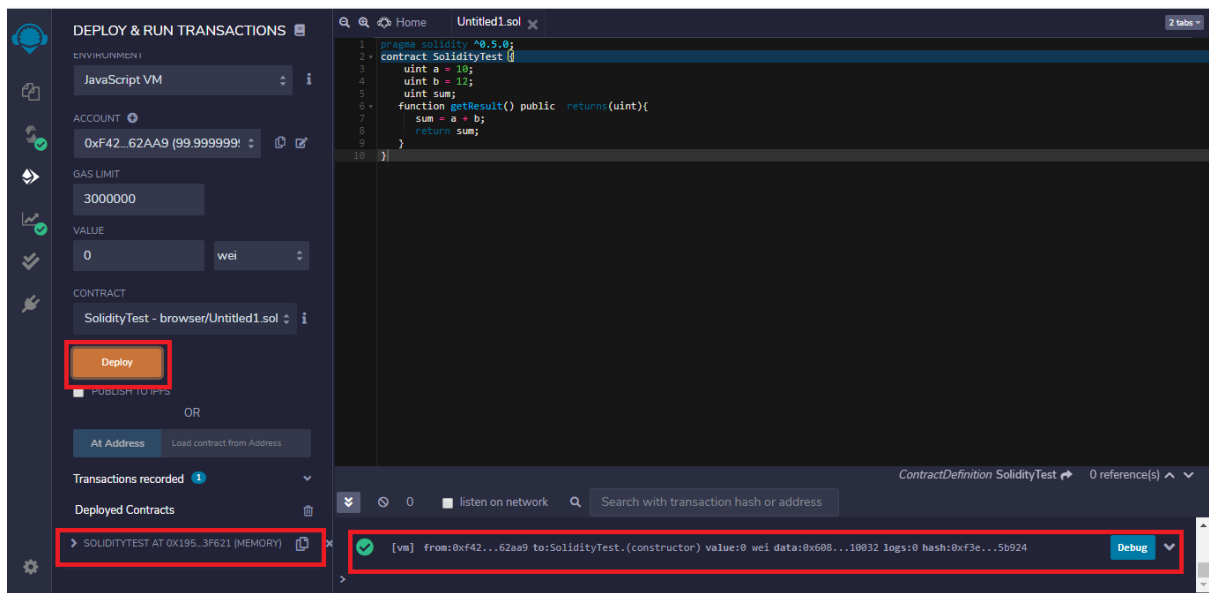 DEPLOY & RUN TRANSACTIONS
ENVIRONMENT
JavaScript VM
ACCOUNT
0xF42...62AA9 (99.9999999
GAS LIMIT
3000000
VALUE
0 wei
CONTRACT
SolidityTest - browser/Untitled1.sol
Deploy
PUBLISH TO IPFS
OR
At Address Load contract from Address
Transactions recorded 1
Deployed Contracts
SOLIDITYTEST AT 0X195...3F621 (MEMORY)
Home Untitled1.sol 2 tabs
1 pragma solidity ^0.5.0;
2 contract SolidityTest {
3 uint a = 10;
4 uint b = 12;
5 uint sum;
6 function getResult() public returns(uint){
7 sum = a + b;
8 return sum;
9 }
10 }
ContractDefinition SolidityTest 0 reference(s)
0 listen on network Search with transaction hash or address
[vm] from:0xf42...62aa9 to:SolidityTest.(constructor) value:0 wei data:0x608...10032 logs:0 hash:0xf3e...5b924 Debug
>